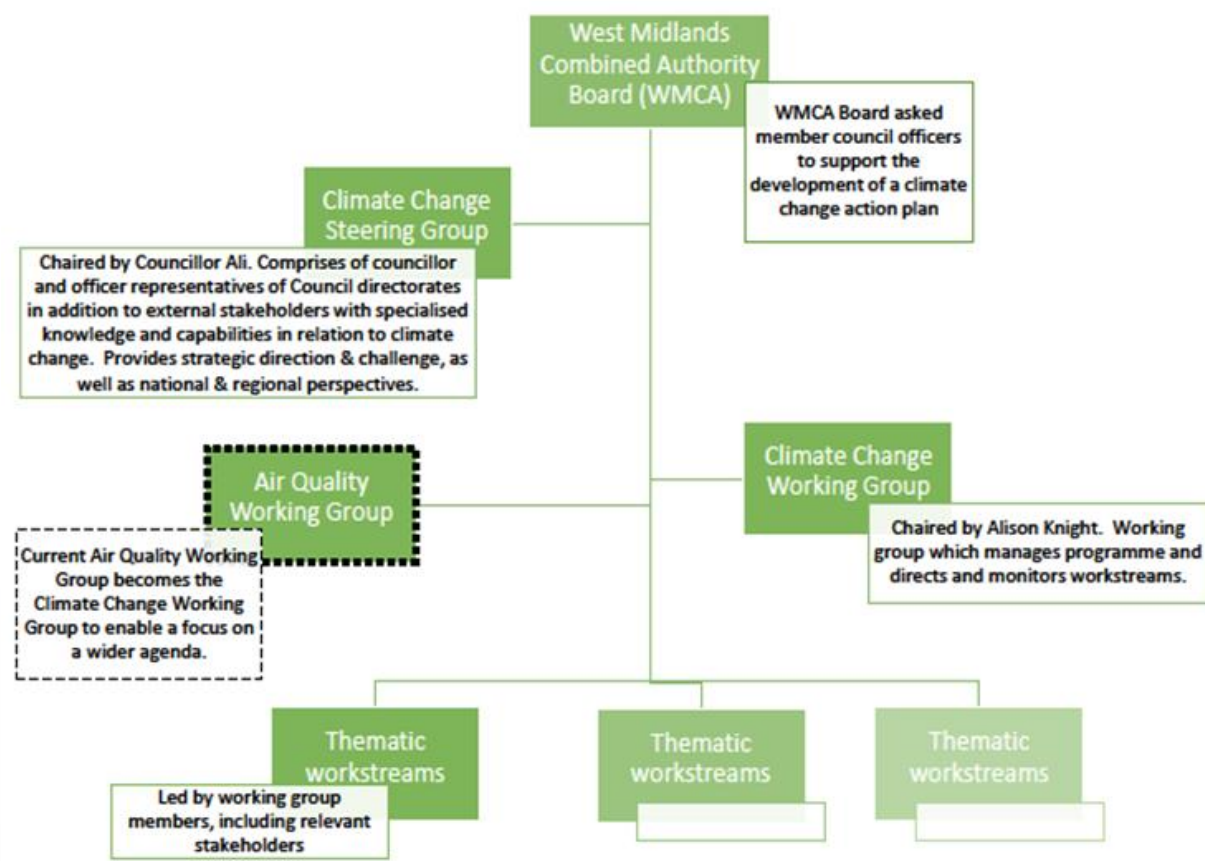 West Midlands
Combined Authority
Board (WMCA)
WMCA Board asked
member council officers
to support the
development of a climate
change action plan
Climate Change
Steering Group
Chaired by Councillor Ali. Comprises of councillor
and officer representatives of Council directorates
in addition to external stakeholders with specialised
knowledge and capabilities in relation to climate
change. Provides strategic direction & challenge, as
well as national & regional perspectives.
Air Quality
Working Group
Current Air Quality Working
Group becomes the
Climate Change Working
Group to enable a focus on
a wider agenda.
Climate Change
Working Group
Chaired by Alison Knight. Working
group which manages programme and
directs and monitors workstreams.
Thematic
workstreams
Led by working group
members, including relevant
stakeholders
Thematic
workstreams
Thematic
workstreams